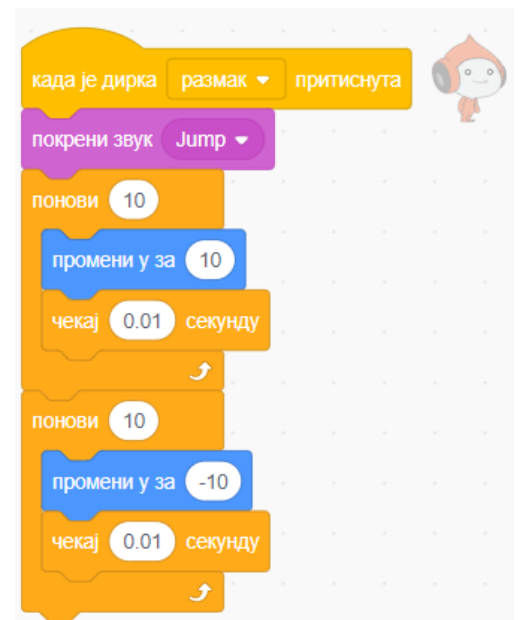 када је дирка размак притиснута
покрени звук Jump
понови 10
промени y за 10
чекај 0.01 секунду
понови 10
промени y за -10
чекај 0.01 секунду